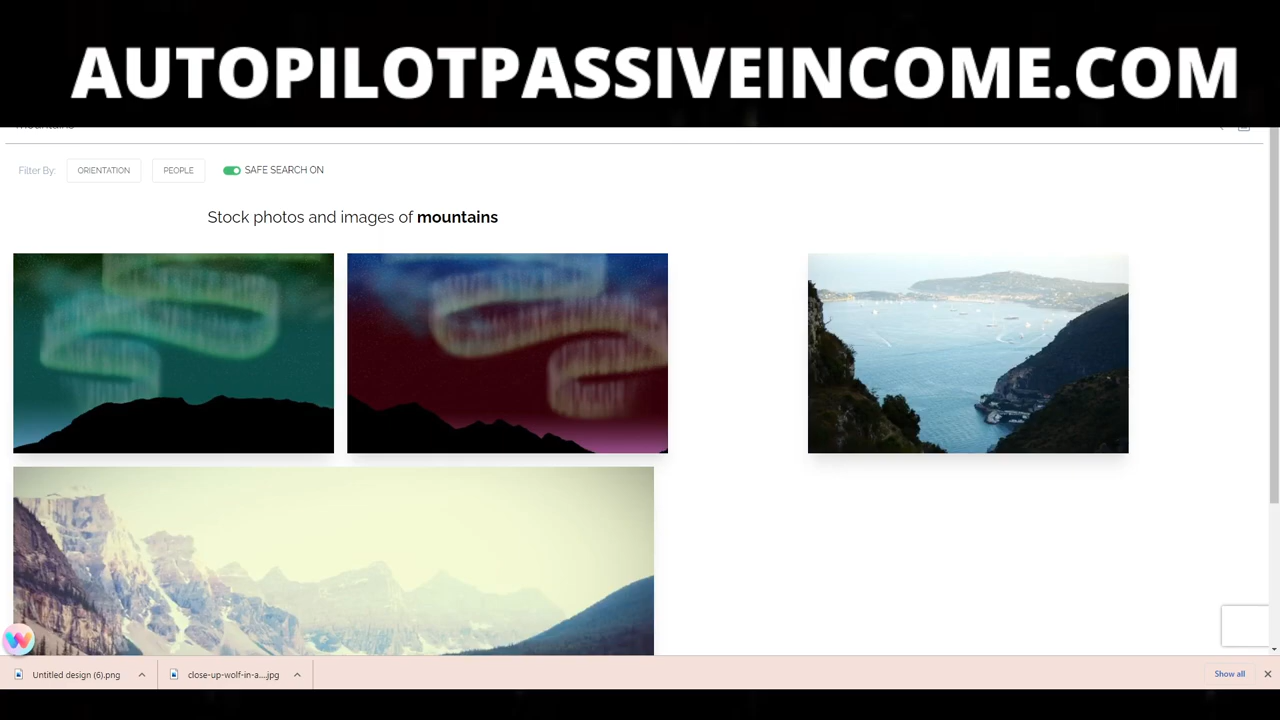 AUTOPILOTPASSIVEINCOME.COM
Filter By: ORIENTATION PEOPLE SAFE SEARCH ON
Stock photos and images of mountains
Untitled design (6).png close-up-wolf-in-a....jpg Show all